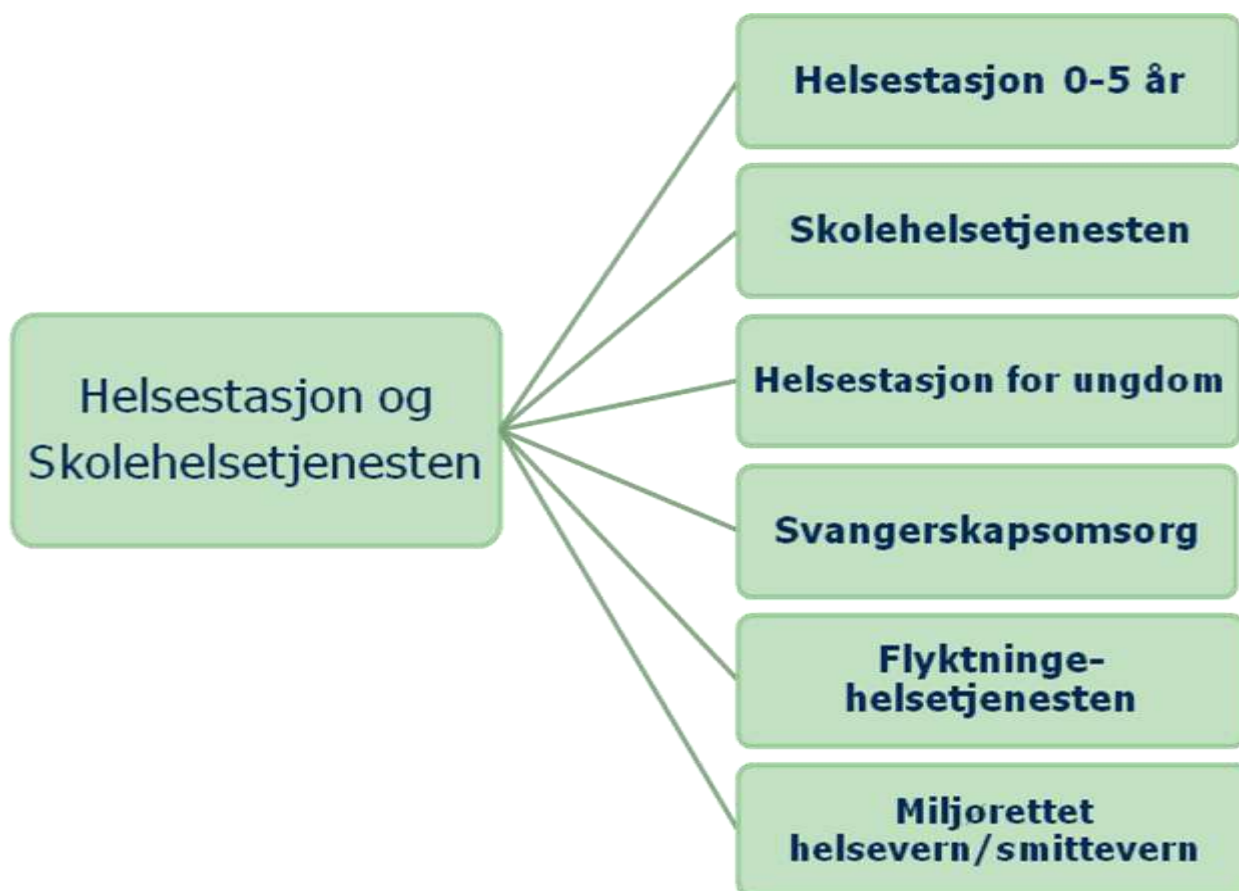 Helsestasjon og
Skolehelsetjenesten
Helsestasjon 0-5 år
Skolehelsetjenesten
Helsestasjon for ungdom
Svangerskapsomsorg
Flyktninge-
helsetjenesten
Miljørettet
helsevern/smittevern